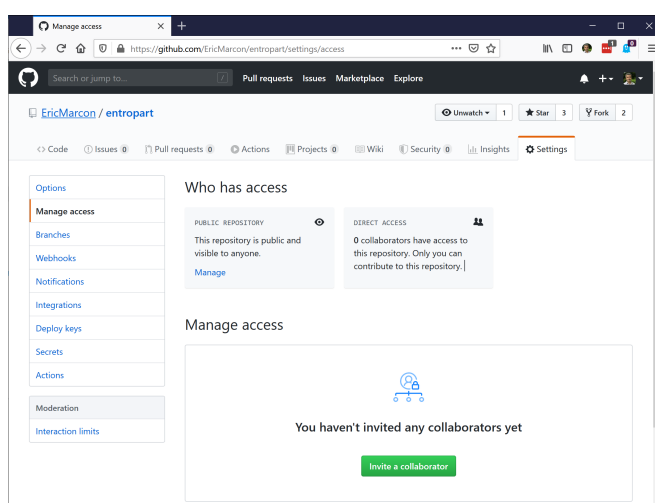 Manage access
https://github.com/EricMarcon/entropart/settings/access
Search or jump to... / Pull requests Issues Marketplace Explore
EricMarcon / entropart
Unwatch 1 Star 3 Fork 2
<> Code Issues 0 Pull requests 0 Actions Projects 0 Wiki Security 0 Insights Settings
Options
Manage access
Branches
Webhooks
Notifications
Integrations
Deploy keys
Secrets
Actions
Moderation
Interaction limits
Who has access
PUBLIC REPOSITORY
This repository is public and
visible to anyone.
Manage
DIRECT ACCESS
0 collaborators have access to
this repository. Only you can
contribute to this repository.
Manage access
You haven't invited any collaborators yet
Invite a collaborator